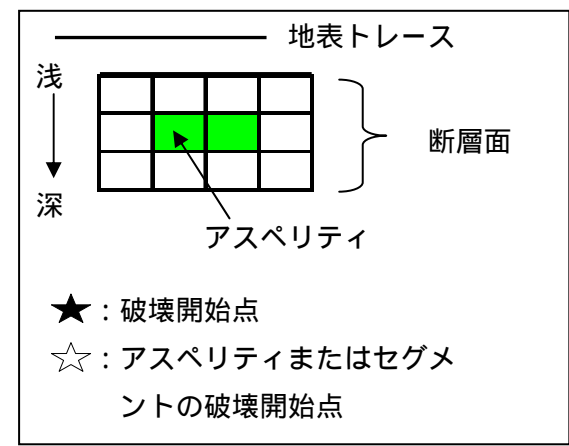 地表トレース
浅
断層面
深
アスペリティ
★：破壊開始点
☆：アスペリティまたはセグメ
ントの破壊開始点